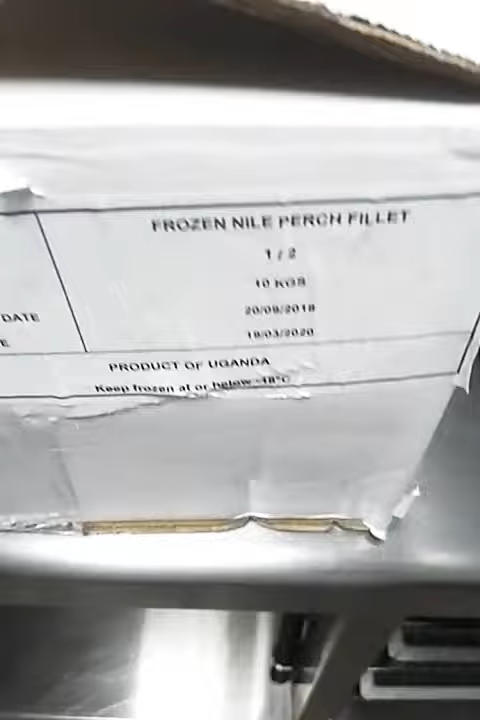 FROZEN NILE PERCH FILLET
1 / 2
10 KGS
DATE 20/09/2018
E 19/03/2020
PRODUCT OF UGANDA
Keep frozen at or below -18°C